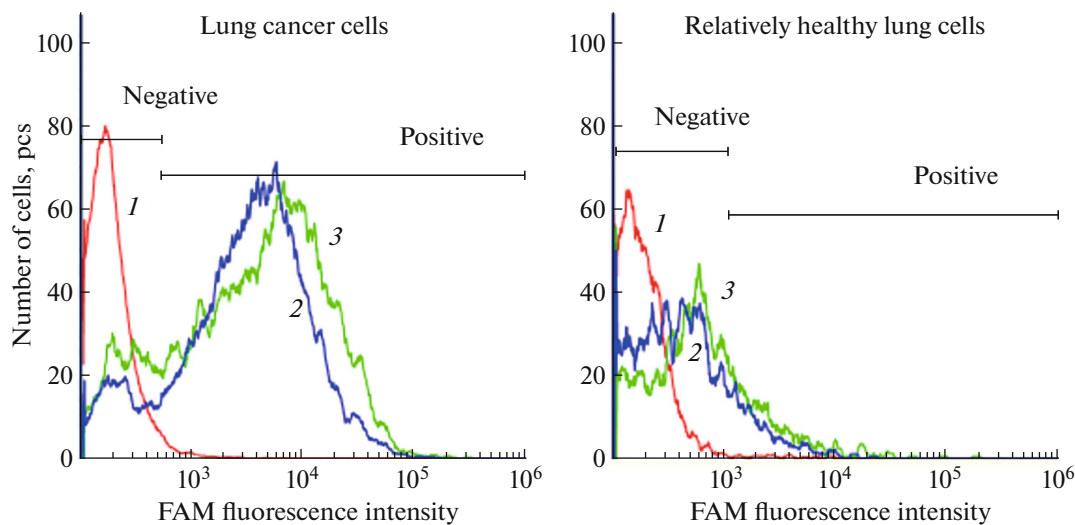 Lung cancer cells
Number of cells, pcs
100
80
60
40
20
0
Negative
Positive
1
2
3
10³ 10⁴ 10⁵ 10⁶
FAM fluorescence intensity
Relatively healthy lung cells
100
80
60
40
20
0
Negative
Positive
1
3
2
10³ 10⁴ 10⁵ 10⁶
FAM fluorescence intensity